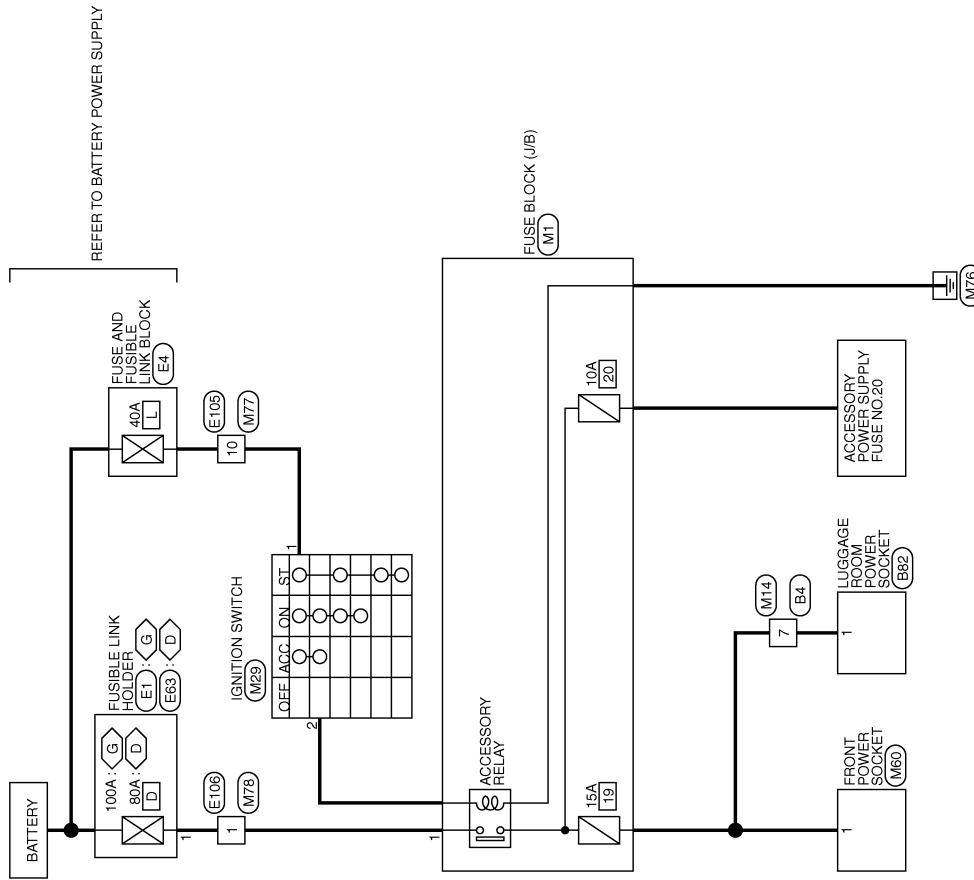 REFER TO BATTERY POWER SUPPLY
BATTERY
100A : G
80A : D
D
1
FUSIBLE LINK
HOLDER
E1 : G
E63 : D
40A
L
FUSE AND
FUSIBLE
LINK BLOCK
E4
1
E106
M78
10
E105
M77
IGNITION SWITCH
M29
OFF
ACC
ON
ST
2
1
FUSE BLOCK (J/B)
M1
1
ACCESSORY
RELAY
15A
19
10A
20
1
FRONT
POWER
SOCKET
M60
7
M14
B4
1
LUGGAGE
ROOM
POWER
SOCKET
B82
ACCESSORY
POWER SUPPLY
FUSE NO.20
M76